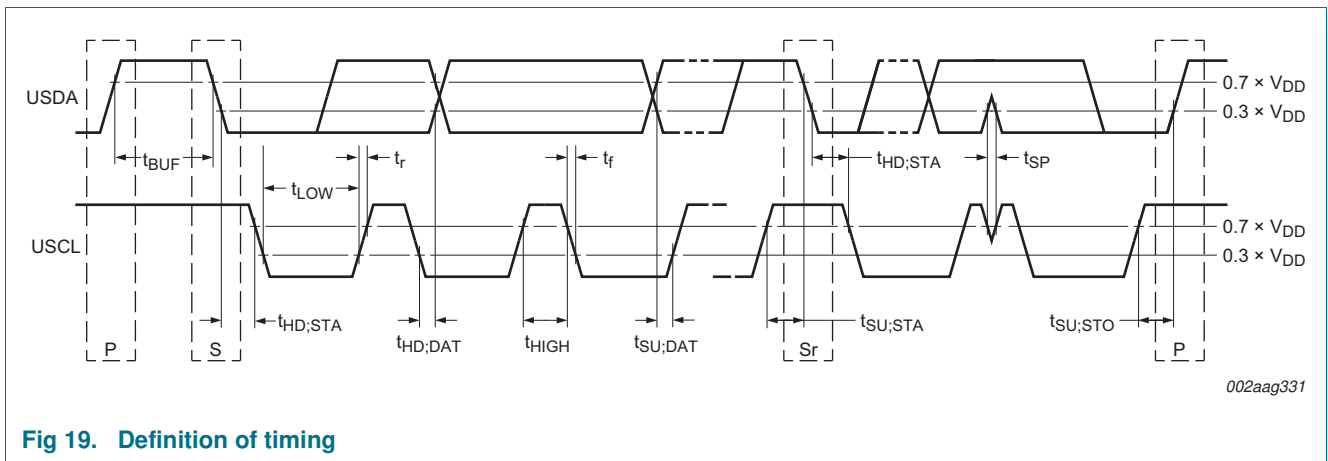 USDA
0.7 × VDD
0.3 × VDD
tBUF
tLOW
tr
tf
tHD;STA
tSP
USCL
0.7 × VDD
0.3 × VDD
tHD;STA
tHD;DAT
tHIGH
tSU;DAT
tSU;STA
tSU;STO
P
S
Sr
P
002aag331
Fig 19. Definition of timing